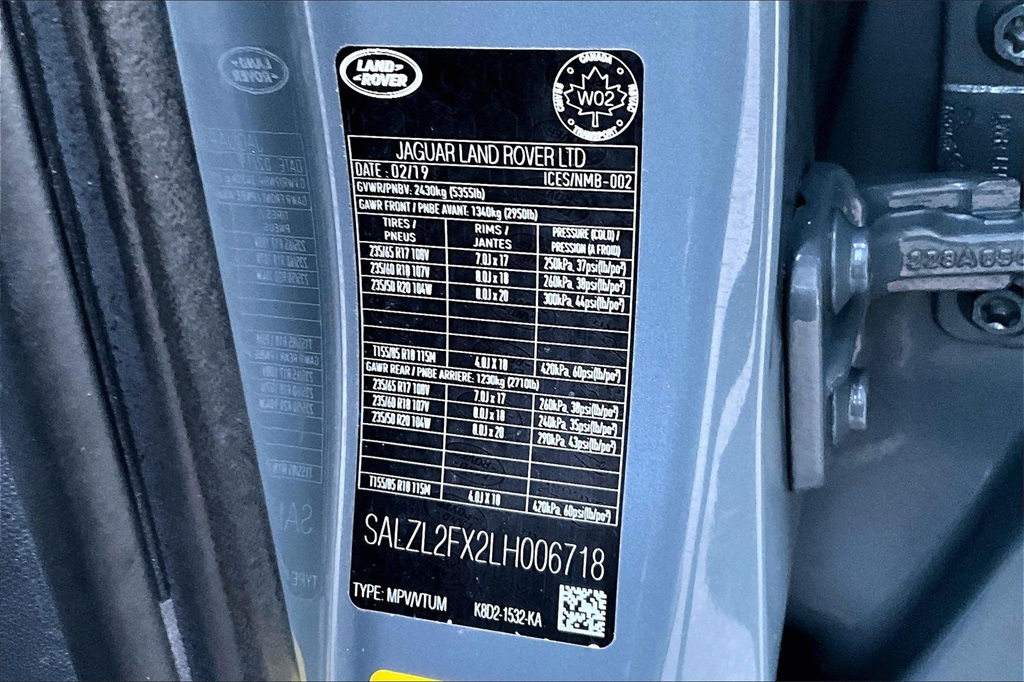 LAND ROVER
CANADA
W02
TRANSPORT
JAGUAR LAND ROVER LTD
DATE : 02/19 ICES/NMB-002
GVWR/PNBV: 2430kg (5355lb)
GAWR FRONT / PNBE AVANT: 1340kg (2950lb)
TIRES / PNEUS RIMS / JANTES PRESSURE (COLD) / PRESSION (A FROID)
235/65 R17 108V 7.0J x 17 250kPa, 37psi(lb/po²)
235/60 R18 107V 8.0J x 18 260kPa, 38psi(lb/po²)
235/50 R20 104W 8.0J x 20 300kPa, 44psi(lb/po²)
T155/85 R18 115M 4.0J X 18 420kPa, 60psi(lb/po²)
GAWR REAR / PNBE ARRIERE: 1230kg (2710lb)
235/65 R17 108V 7.0J x 17 260kPa, 38psi(lb/po²)
235/60 R18 107V 8.0J x 18 240kPa, 35psi(lb/po²)
235/50 R20 104W 8.0J x 20 290kPa, 43psi(lb/po²)
T155/85 R18 115M 4.0J X 18 420kPa, 60psi(lb/po²)
SALZL2FX2LH006718
TYPE: MPV/VTUM K8D2-1532-KA